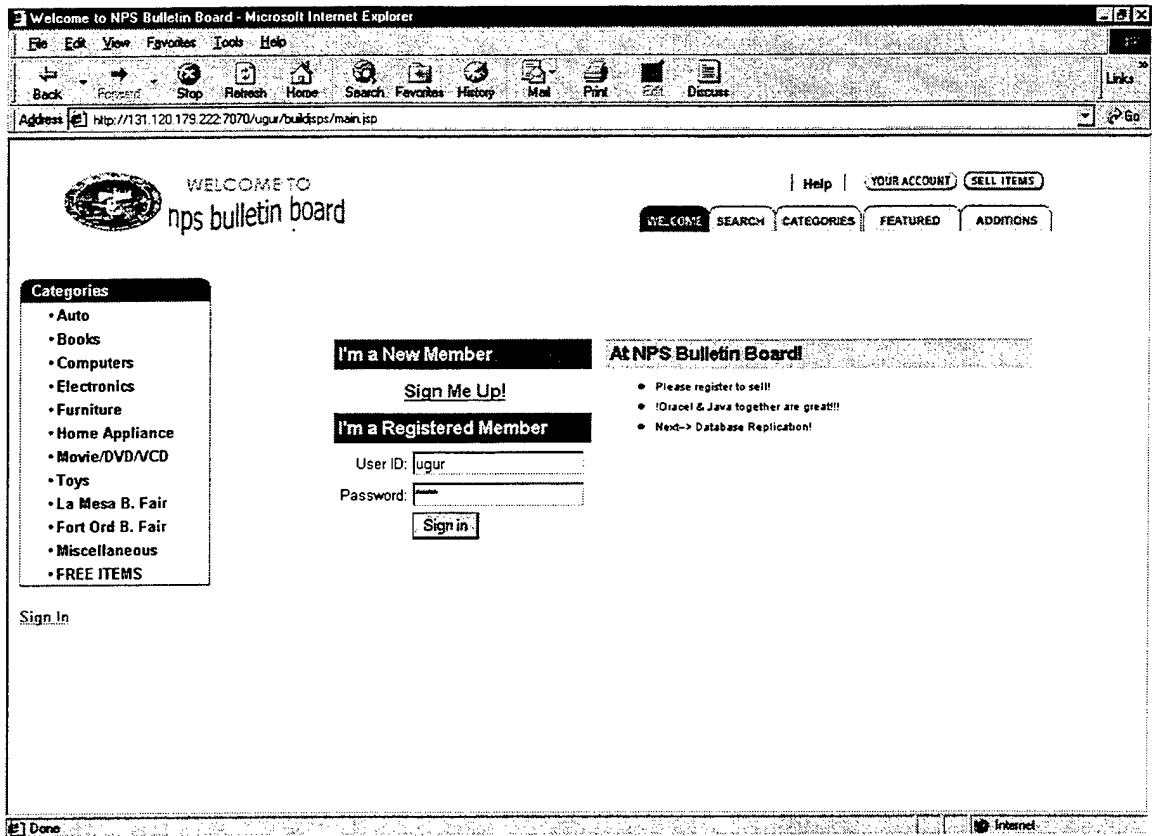 Welcome to NPS Bulletin Board - Microsoft Internet Explorer
File Edit View Favorites Tools Help
Back Forward Stop Refresh Home Search Favorites History Mail Print Edit Discuss Links
Address http://131.120.179.222:7070/ugur/buildjsps/main.jsp Go
WELCOME TO
nps bulletin board
Help YOUR ACCOUNT SELL ITEMS
WELCOME SEARCH CATEGORIES FEATURED ADDITIONS
Categories
• Auto
• Books
• Computers
• Electronics
• Furniture
• Home Appliance
• Movie/DVD/VCD
• Toys
• La Mesa B. Fair
• Fort Ord B. Fair
• Miscellaneous
• FREE ITEMS
Sign In
I'm a New Member
Sign Me Up!
I'm a Registered Member
User ID: ugur
Password:
Sign in
At NPS Bulletin Board!
• Please register to sell!
• !Oracel & Java together are great!!!
• Next--> Database Replication!
Done Internet